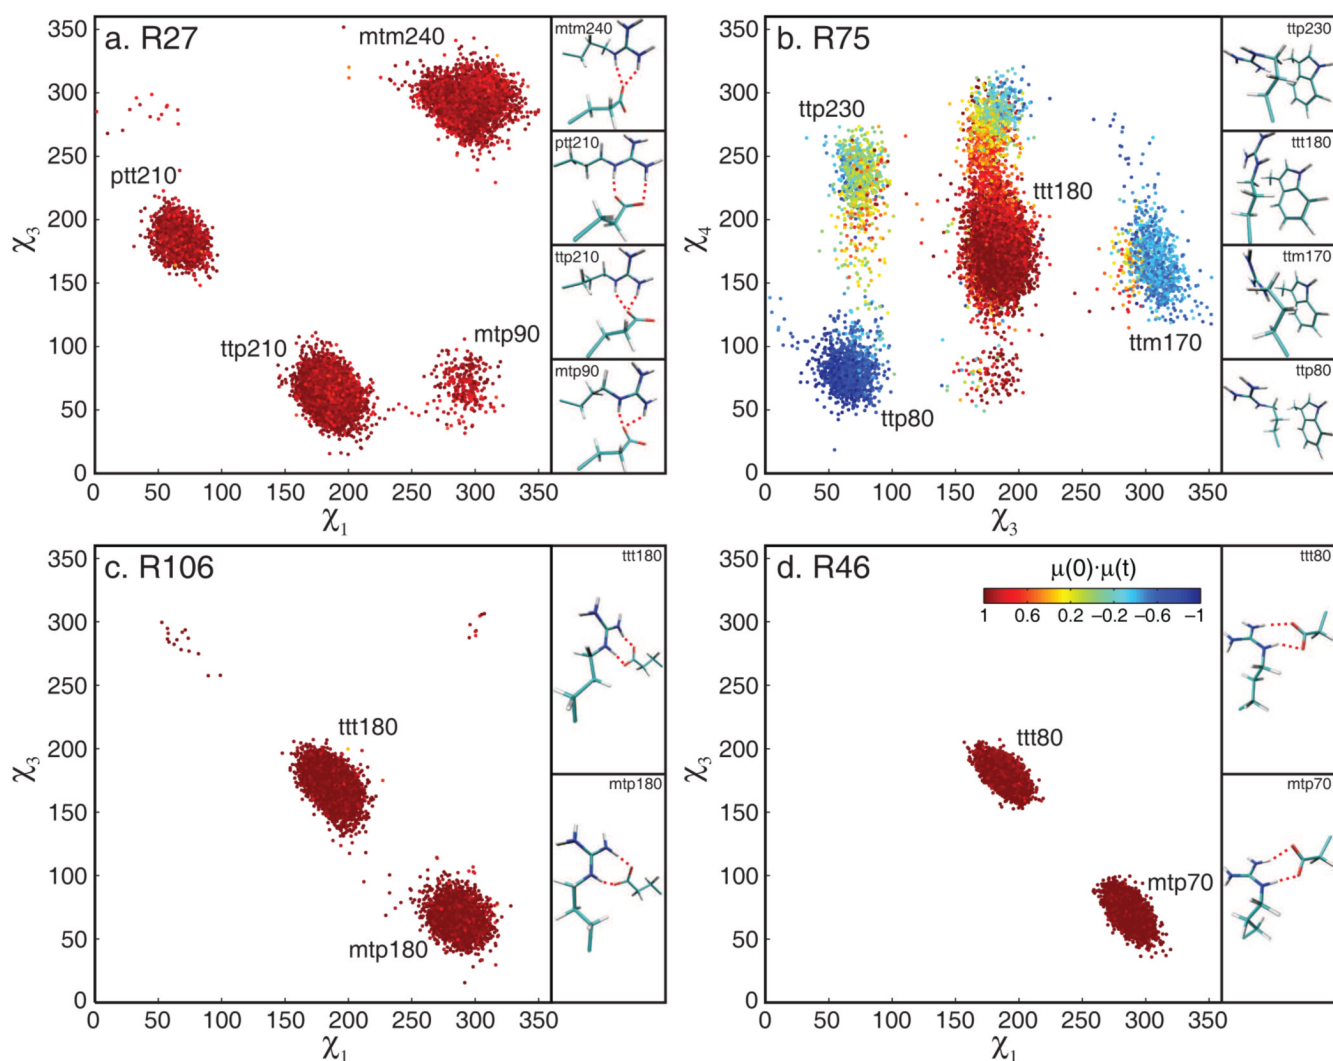 a. R27
350
300
250
200
150
100
50
0
χ3
mtm240
ptt210
ttp210
mtp90
0 50 100 150 200 250 300 350
χ1
mtm240
ptt210
ttp210
mtp90
b. R75
350
300
250
200
150
100
50
0
χ4
ttp230
ttt180
ttm170
ttp80
0 50 100 150 200 250 300 350
χ3
ttp230
ttt180
ttm170
ttp80
c. R106
350
300
250
200
150
100
50
0
χ3
ttt180
mtp180
0 50 100 150 200 250 300 350
χ1
ttt180
mtp180
d. R46
350
300
250
200
150
100
50
0
χ3
μ(0)·μ(t)
1 0.6 0.2 −0.2 −0.6 −1
ttt80
mtp70
0 50 100 150 200 250 300 350
χ1
ttt80
mtp70